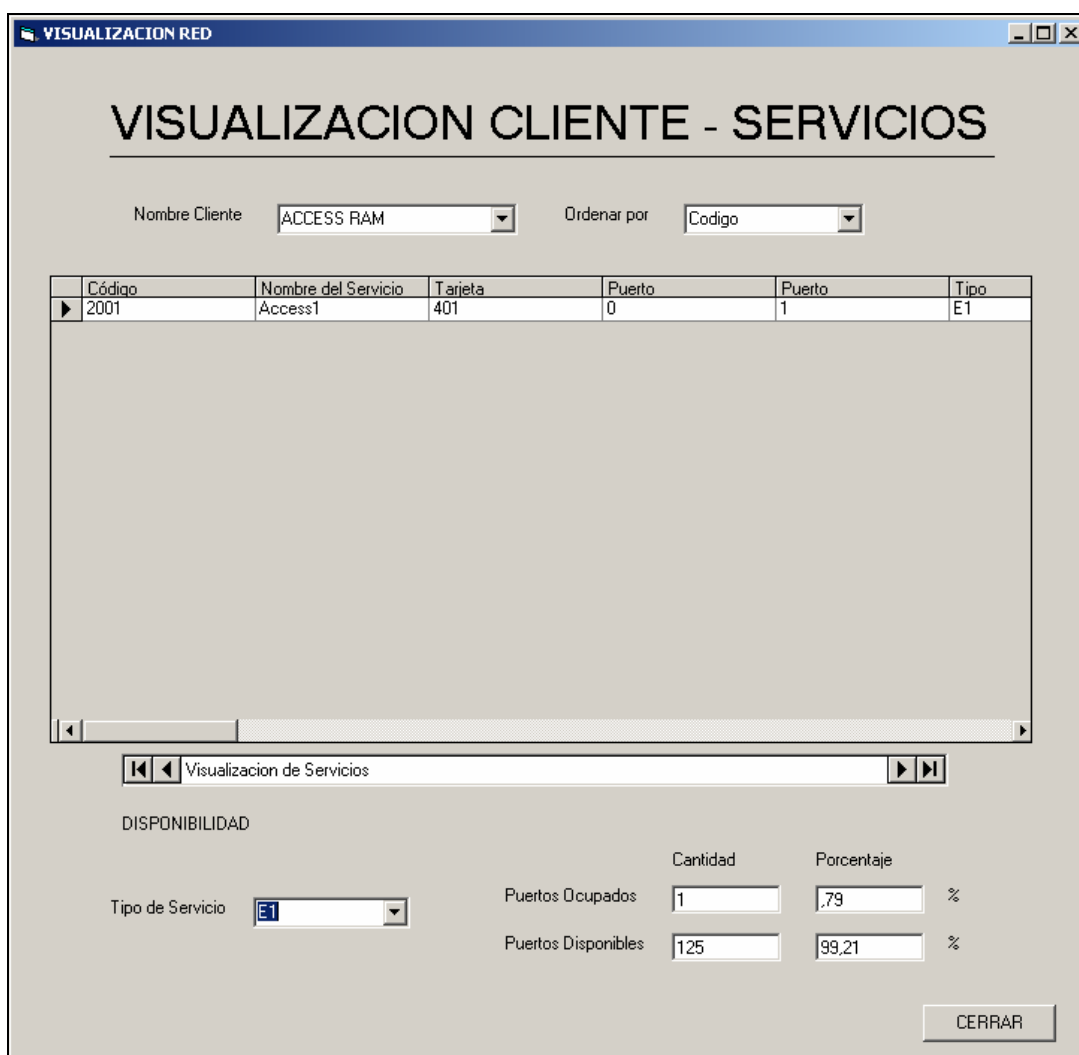 VISUALIZACION RED
VISUALIZACION CLIENTE - SERVICIOS
Nombre Cliente ACCESS RAM Ordenar por Codigo
Código Nombre del Servicio Tarjeta Puerto Puerto Tipo
2001 Access1 401 0 1 E1
Visualizacion de Servicios
DISPONIBILIDAD
Cantidad Porcentaje
Tipo de Servicio E1 Puertos Ocupados 1 ,79 %
Puertos Disponibles 125 99,21 %
CERRAR